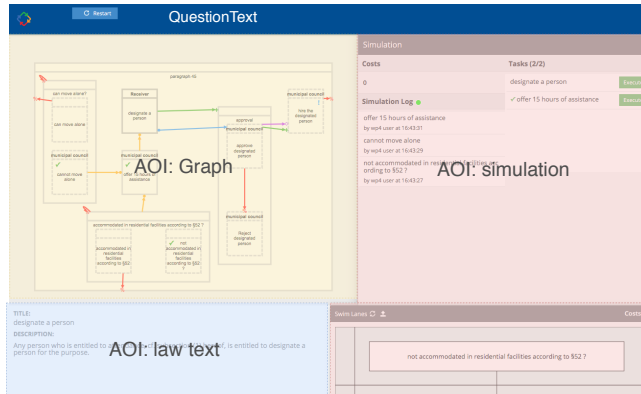 Restart
QuestionText
paragraph 45
can move alone?
can move alone
municipal council
cannot move
alone
Receiver
designate a
person
municipal council
offer 15 hours of
assistance
approval
municipal council
approve
designated
person
municipal council
Reject
designated
person
municipal council
hire the
designated
person
AOI: Graph
accommodated in residential facilities according to §52 ?
accommodated in
residential
facilities
according to §52
not
accommodated in
residential
facilities
according to §52
?
Simulation
Costs
Tasks (2/2)
0
designate a person
Execute
Simulation Log
offer 15 hours of assistance
Execute
offer 15 hours of assistance
by wp4 user at 16:43:31
cannot move alone
by wp4 user at 16:43:29
not accommodated in residential facilities acc
ording to §52
by wp4 user at 16:43:27
AOI: simulation
TITLE:
designate a person
DESCRIPTION:
Any person who is entitled to is entitled to designate a
person for the purpose.
AOI: law text
Swim Lanes
Costs
not accommodated in residential facilities according to §52 ?